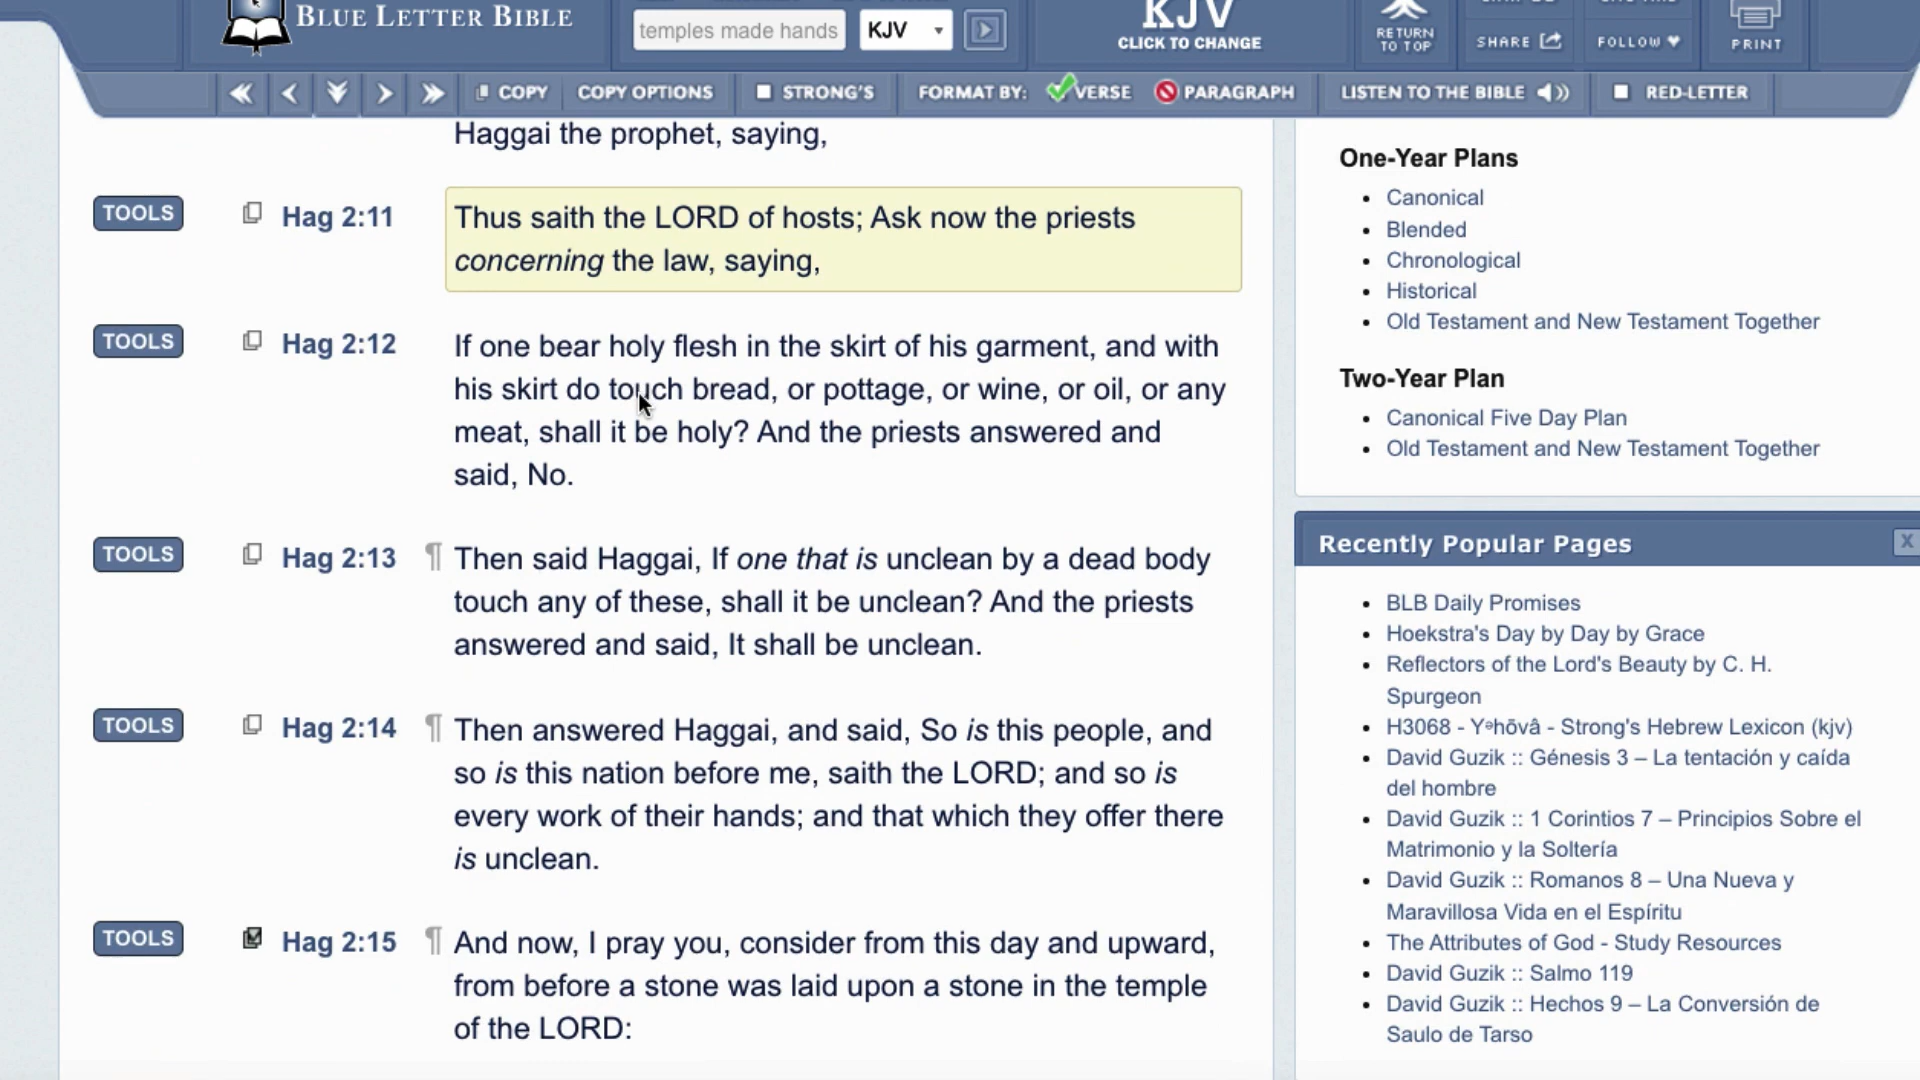 BLUE LETTER BIBLE
temples made hands
KJV
KJV
CLICK TO CHANGE
RETURN
TO TOP
SHARE
FOLLOW
PRINT
COPY
COPY OPTIONS
STRONG'S
FORMAT BY:
VERSE
PARAGRAPH
LISTEN TO THE BIBLE
RED-LETTER
Haggai the prophet, saying,
TOOLS
Hag 2:11
Thus saith the LORD of hosts; Ask now the priests
concerning the law, saying,
TOOLS
Hag 2:12
If one bear holy flesh in the skirt of his garment, and with
his skirt do touch bread, or pottage, or wine, or oil, or any
meat, shall it be holy? And the priests answered and
said, No.
TOOLS
Hag 2:13
¶ Then said Haggai, If one that is unclean by a dead body
touch any of these, shall it be unclean? And the priests
answered and said, It shall be unclean.
TOOLS
Hag 2:14
¶ Then answered Haggai, and said, So is this people, and
so is this nation before me, saith the LORD; and so is
every work of their hands; and that which they offer there
is unclean.
TOOLS
Hag 2:15
¶ And now, I pray you, consider from this day and upward,
from before a stone was laid upon a stone in the temple
of the LORD:
One-Year Plans
Canonical
Blended
Chronological
Historical
Old Testament and New Testament Together
Two-Year Plan
Canonical Five Day Plan
Old Testament and New Testament Together
Recently Popular Pages
X
BLB Daily Promises
Hoekstra's Day by Day by Grace
Reflectors of the Lord's Beauty by C. H.
Spurgeon
H3068 - Yᵊhōvâ - Strong's Hebrew Lexicon (kjv)
David Guzik :: Génesis 3 – La tentación y caída
del hombre
David Guzik :: 1 Corintios 7 – Principios Sobre el
Matrimonio y la Soltería
David Guzik :: Romanos 8 – Una Nueva y
Maravillosa Vida en el Espíritu
The Attributes of God - Study Resources
David Guzik :: Salmo 119
David Guzik :: Hechos 9 – La Conversión de
Saulo de Tarso